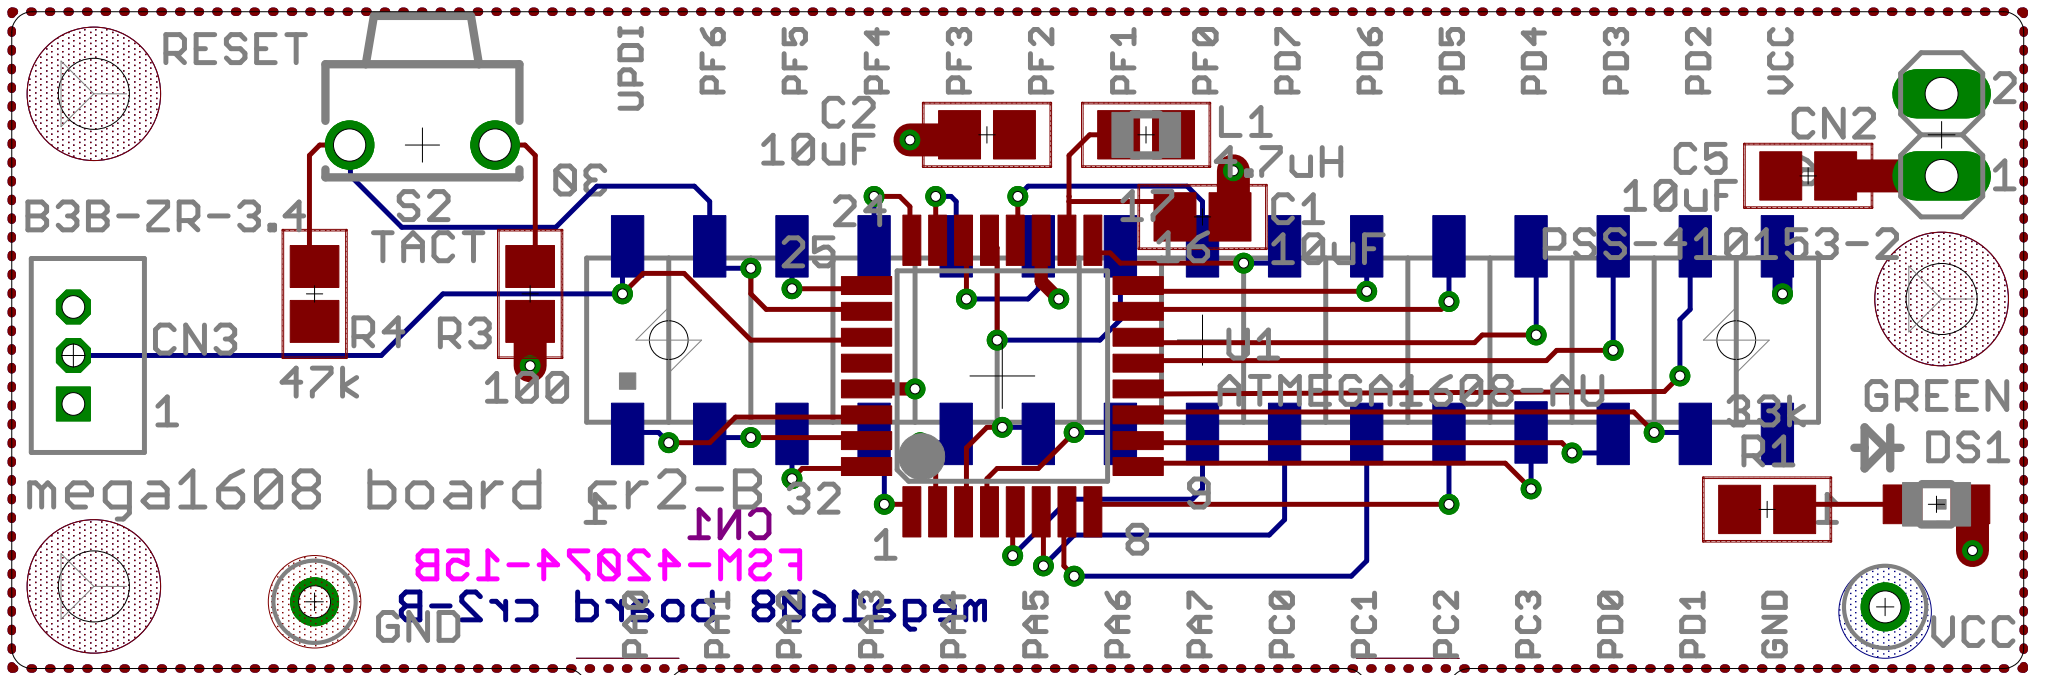 RESET
UPDI
PF6
PF5
PF4
PF3
PF2
PF1
PF0
PD7
PD6
PD5
PD4
PD3
PD2
VCC
2
C2
10uF
L1
4.7uH
CN2
C5
10uF
1
30
B3B-ZR-3.4
S2
TACT
24
17
C1
10uF
25
16
PSS-410153-2
CN3
R4
R3
U1
47k
100
ATMEGA1608-AU
GREEN
33k
R1
DS1
1
mega1608 board cr2-B
1
32
9
1
CN1
1
8
FSM-42074-15B
mega1608 board cr2-B
GND
PA0
PA1
PA2
PA3
PA4
PA5
PA6
PA7
PC0
PC1
PC2
PC3
PD0
PD1
GND
VCC